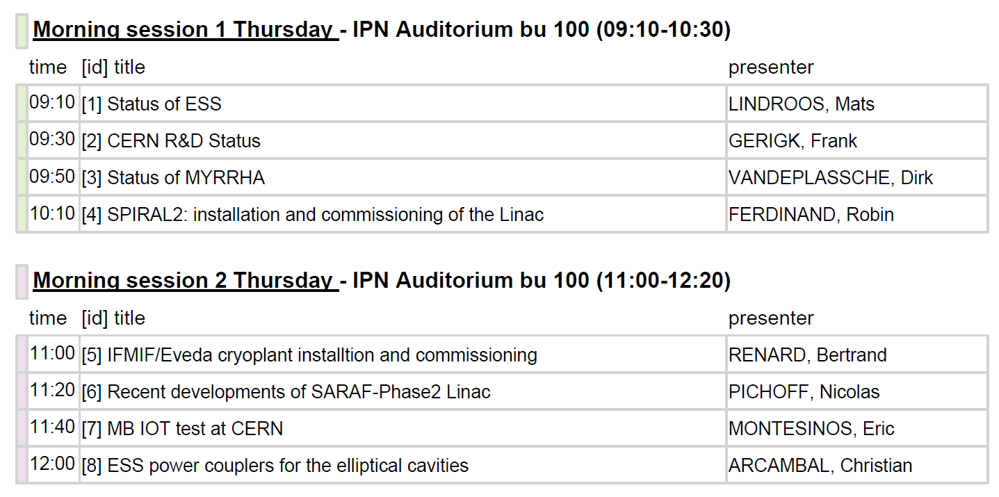 Morning session 1 Thursday - IPN Auditorium bu 100 (09:10-10:30)
time [id] title presenter
09:10 [1] Status of ESS LINDROOS, Mats
09:30 [2] CERN R&D Status GERIGK, Frank
09:50 [3] Status of MYRRHA VANDEPLASSCHE, Dirk
10:10 [4] SPIRAL2: installation and commissioning of the Linac FERDINAND, Robin
Morning session 2 Thursday - IPN Auditorium bu 100 (11:00-12:20)
time [id] title presenter
11:00 [5] IFMIF/Eveda cryoplant installtion and commissioning RENARD, Bertrand
11:20 [6] Recent developments of SARAF-Phase2 Linac PICHOFF, Nicolas
11:40 [7] MB IOT test at CERN MONTESINOS, Eric
12:00 [8] ESS power couplers for the elliptical cavities ARCAMBAL, Christian